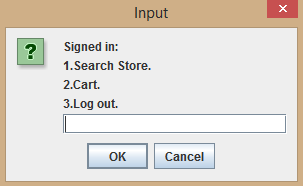 Input
Signed in:
1.Search Store.
2.Cart.
3.Log out.
OK
Cancel